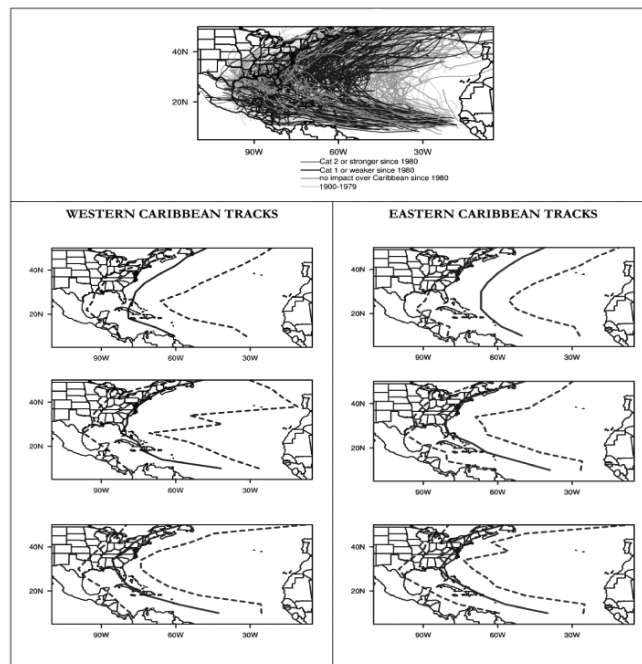 40N
20N
90W 60W 30W
Cat 2 or stronger since 1980
Cat 1 or weaker since 1980
no impact over Caribbean since 1980
1900-1979
WESTERN CARIBBEAN TRACKS
EASTERN CARIBBEAN TRACKS
40N
20N
90W 60W 30W
40N
20N
90W 60W 30W
40N
20N
90W 60W 30W
40N
20N
90W 60W 30W
40N
20N
90W 60W 30W
40N
20N
90W 60W 30W